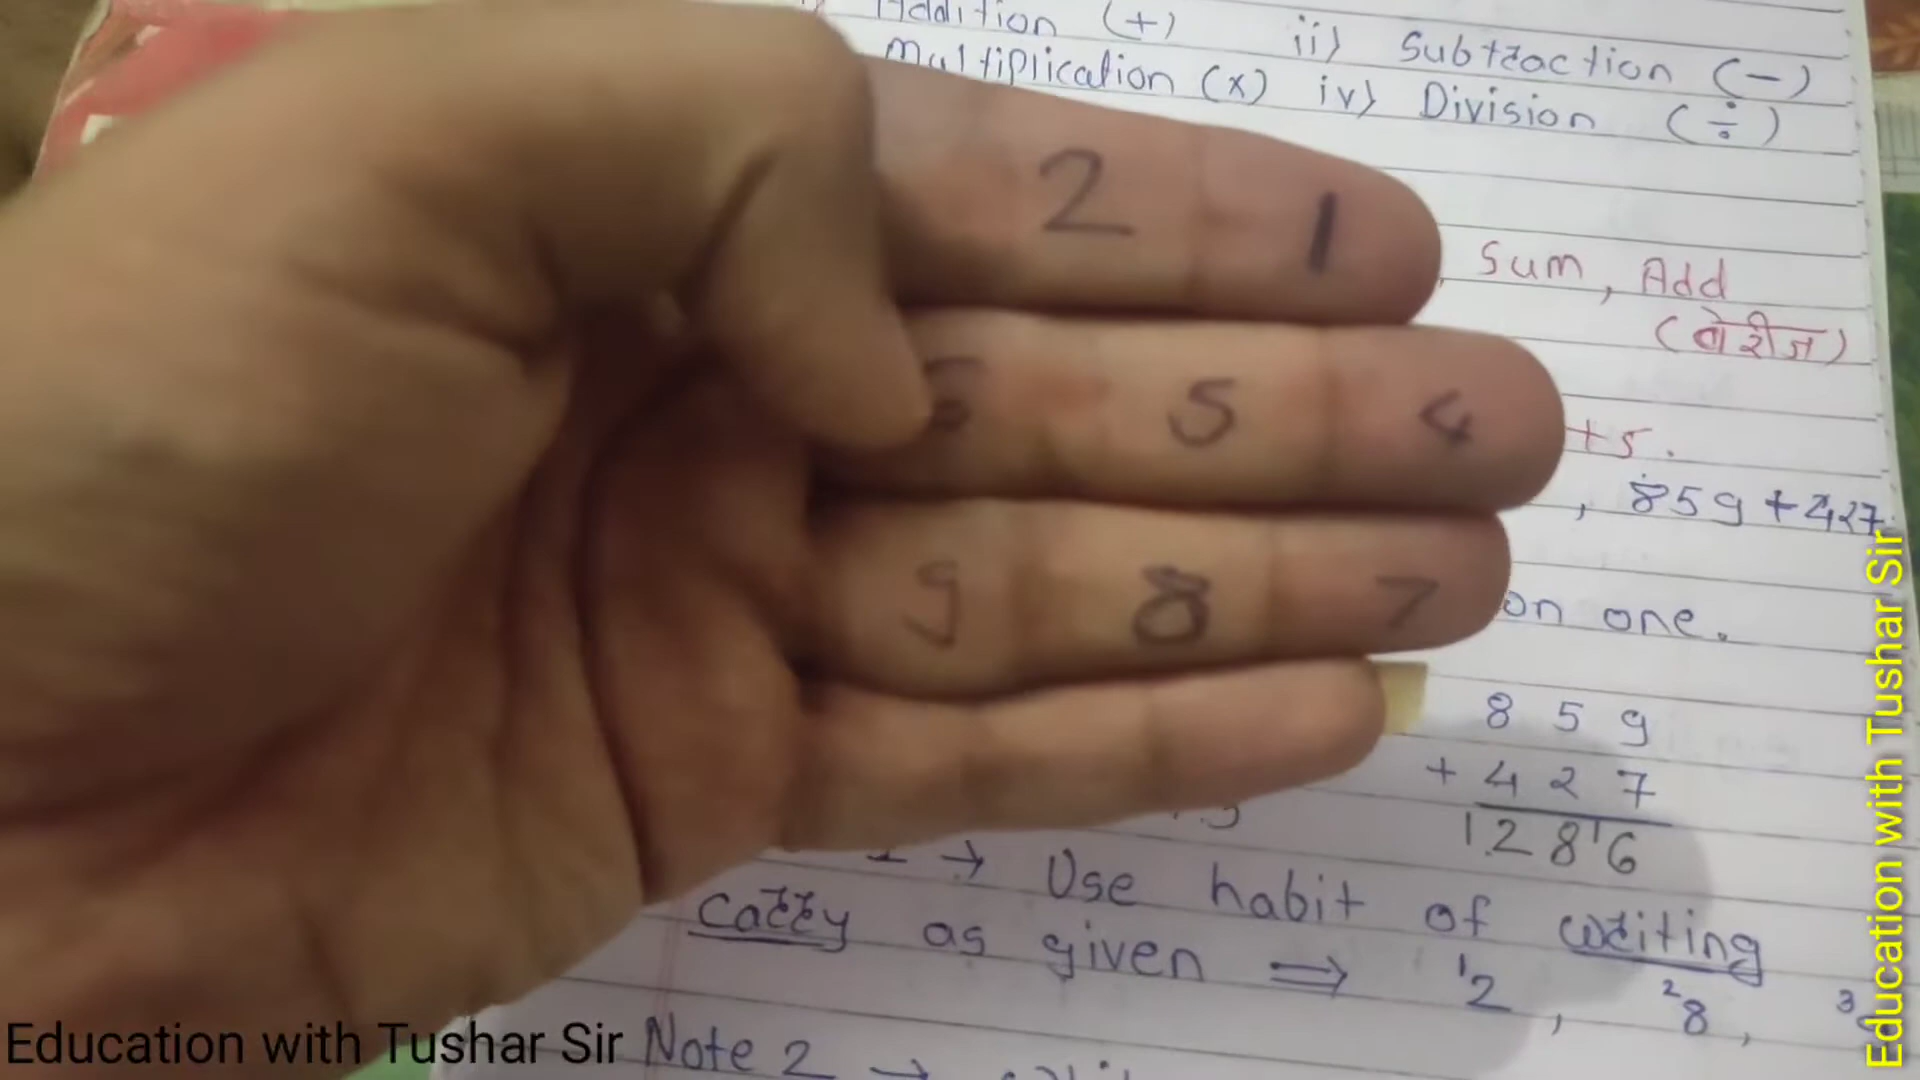 Addition (+) ii) Subtraction (-)
Multiplication (x) iv) Division (÷)
2 1
Sum, Add
(बेरीज)
5 4
+5.
, 859+427
9 8 7
on one.
8 5 9
+ 4 2 7
1 2 8 ¹6
→ Use habit of writing
carry as given ⇒ ¹2, ²8,
Note 2 →
Education with Tushar Sir
Education with Tushar Sir